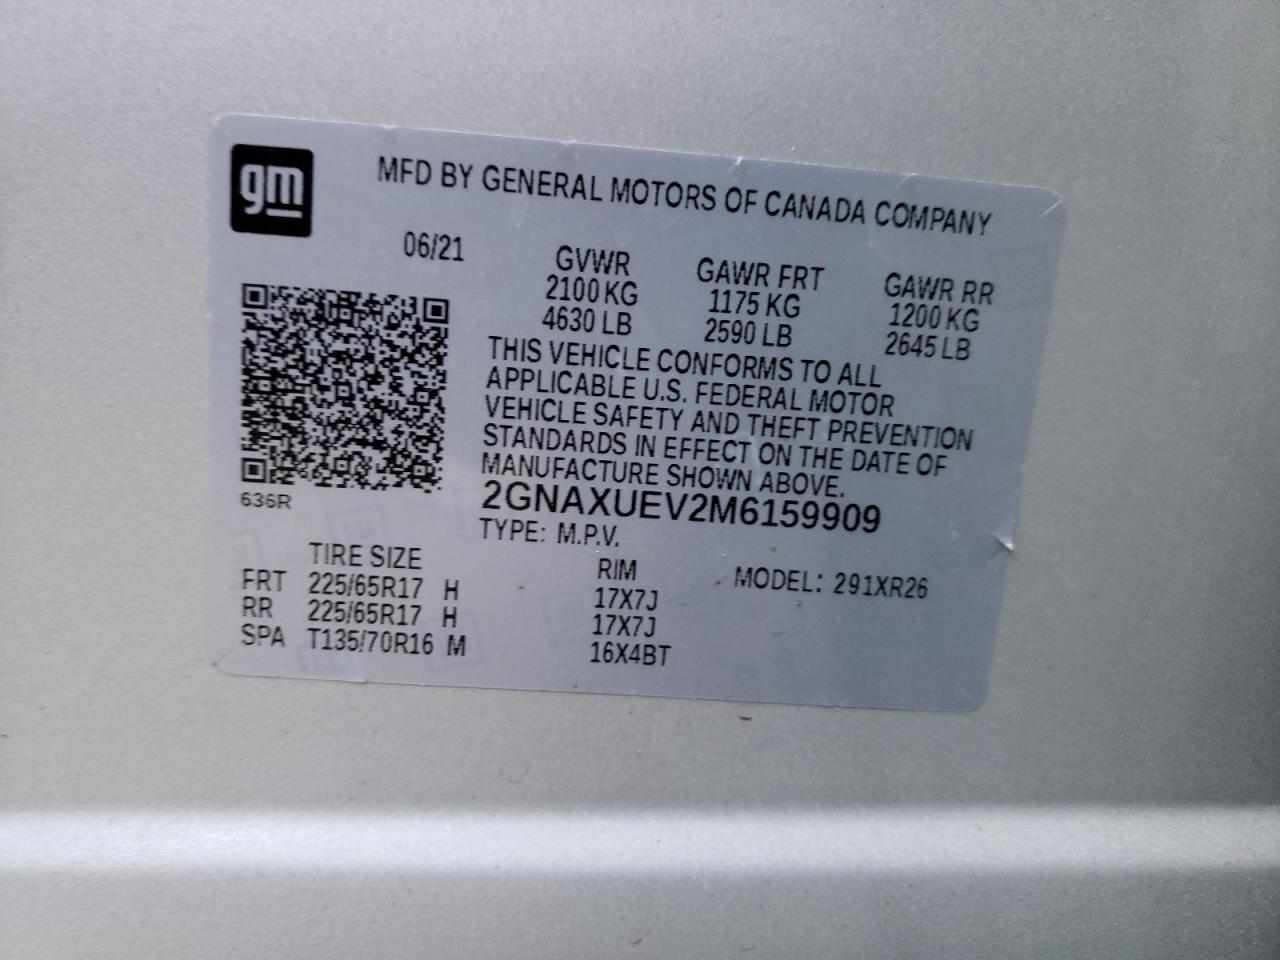 gm
MFD BY GENERAL MOTORS OF CANADA COMPANY
06/21
GVWR GAWR FRT GAWR RR
2100 KG 1175 KG 1200 KG
4630 LB 2590 LB 2645 LB
THIS VEHICLE CONFORMS TO ALL
APPLICABLE U.S. FEDERAL MOTOR
VEHICLE SAFETY AND THEFT PREVENTION
STANDARDS IN EFFECT ON THE DATE OF
MANUFACTURE SHOWN ABOVE.
636R
2GNAXUEV2M6159909
TYPE: M.P.V.
TIRE SIZE RIM MODEL: 291XR26
FRT 225/65R17 H 17X7J
RR 225/65R17 H 17X7J
SPA T135/70R16 M 16X4BT